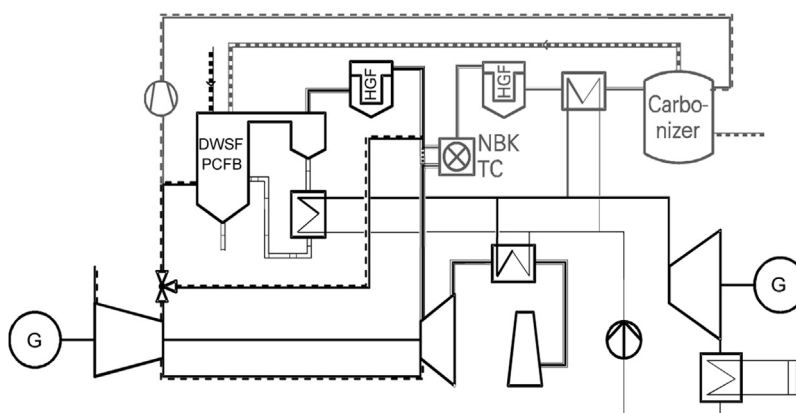 HGF
HGF
Carbo-
nizer
DWSF
PCFB
NBK
TC
G
G